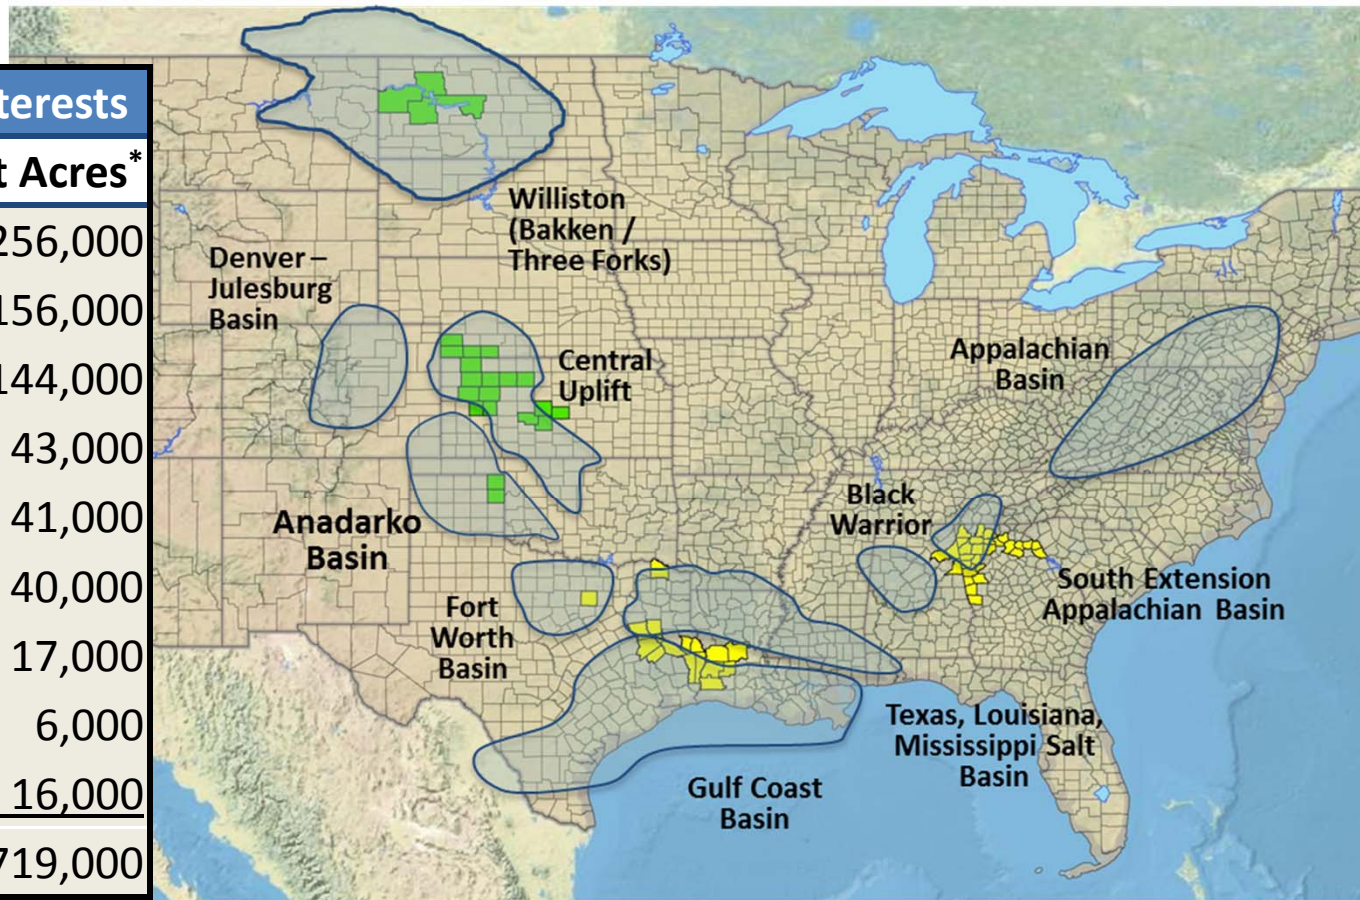 terests
t Acres*
256,000
156,000
144,000
43,000
41,000
40,000
17,000
6,000
16,000
719,000
Williston
(Bakken /
Three Forks)
Denver –
Julesburg
Basin
Central
Uplift
Appalachian
Basin
Anadarko
Basin
Black
Warrior
Fort
Worth
Basin
South Extension
Appalachian Basin
Texas, Louisiana,
Mississippi Salt
Basin
Gulf Coast
Basin